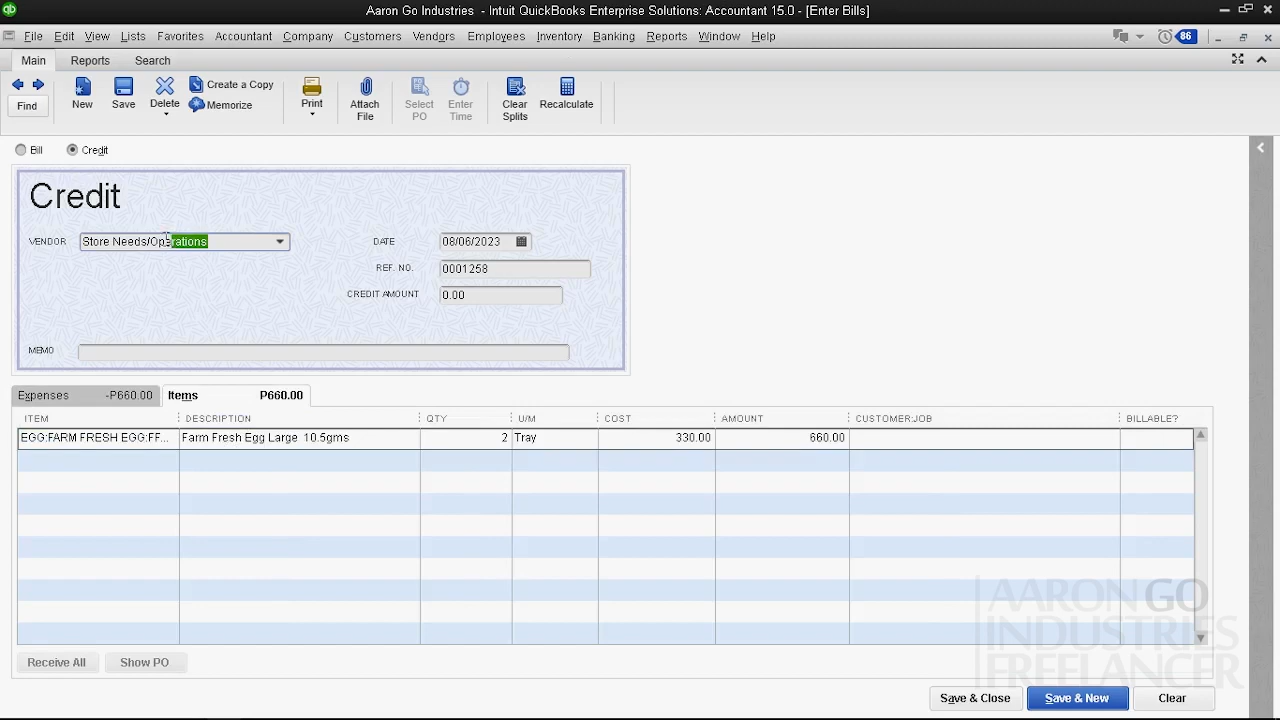 Aaron Go Industries - Intuit QuickBooks Enterprise Solutions: Accountant 15.0 - [Enter Bills]
File Edit View Lists Favorites Accountant Company Customers Vendors Employees Inventory Banking Reports Window Help 86
Main Reports Search
Find New Save Delete Create a Copy Memorize Print Attach File Select PO Enter Time Clear Splits Recalculate
Bill Credit
Credit
VENDOR Store Needs/Operations DATE 08/06/2023
REF. NO. 0001258
CREDIT AMOUNT 0.00
MEMO
Expenses -P660.00 Items P660.00
ITEM DESCRIPTION QTY U/M COST AMOUNT CUSTOMER:JOB BILLABLE?
EGG:FARM FRESH EGG:FF... Farm Fresh Egg Large 10.5gms 2 Tray 330.00 660.00
AARON GO
INDUSTRIES
FREELANCER
Receive All Show PO
Save & Close Save & New Clear